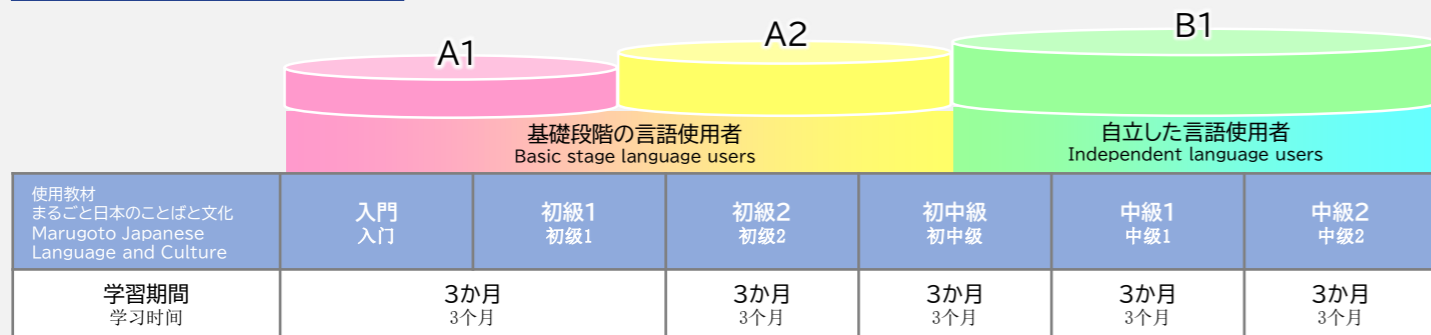 A1
A2
B1
基礎段階の言語使用者
Basic stage language users
自立した言語使用者
Independent language users
使用教材
まるごと日本のことばと文化
Marugoto Japanese
Language and Culture
入門
入门
初級1
初级1
初級2
初级2
初中級
初中级
中級1
中级1
中級2
中级2
学習期間
学习时间
3か月
3个月
3か月
3个月
3か月
3个月
3か月
3个月
3か月
3个月